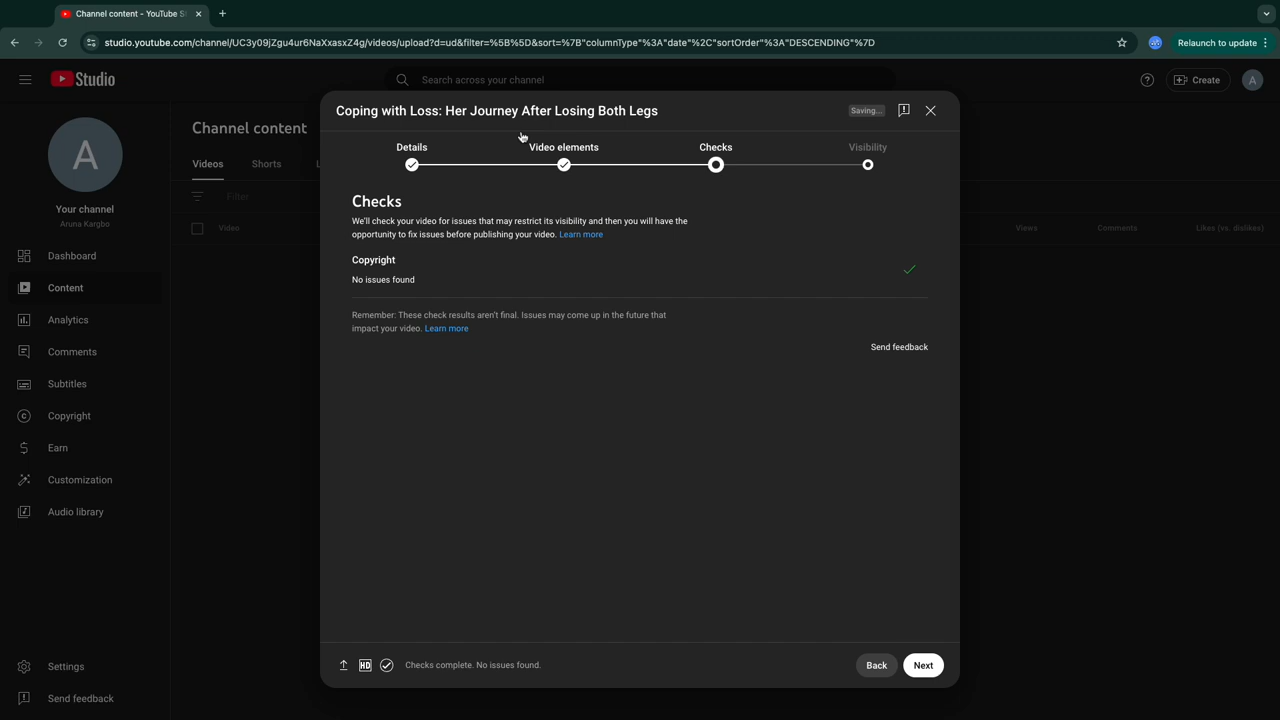 Channel content - YouTube S
studio.youtube.com/channel/UC3y09jZgu4ur6NaXxasxZ4g/videos/upload?d=ud&filter=%5B%5D&sort=%7B"columnType"%3A"date"%2C"sortOrder"%3A"DESCENDING"%7D
Relaunch to update
Studio
Search across your channel
Create
A
A
Your channel
Aruna Kargbo
Dashboard
Content
Analytics
Comments
Subtitles
Copyright
Earn
Customization
Audio library
Settings
Send feedback
Channel content
Videos
Shorts
L
Filter
Video
Views
Comments
Likes (vs. dislikes)
Coping with Loss: Her Journey After Losing Both Legs
Saving...
Details
Video elements
Checks
Visibility
Checks
We'll check your video for issues that may restrict its visibility and then you will have the
opportunity to fix issues before publishing your video. Learn more
Copyright
No issues found
Remember: These check results aren't final. Issues may come up in the future that
impact your video. Learn more
Send feedback
HD
Checks complete. No issues found.
Back
Next